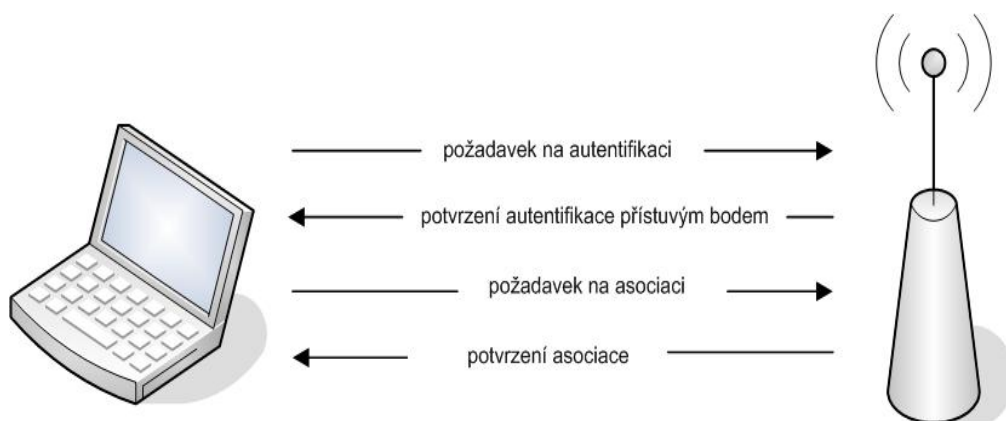 požadavek na autentifikaci
potvrzení autentifikace přístuvým bodem
požadavek na asociaci
potvrzení asociace